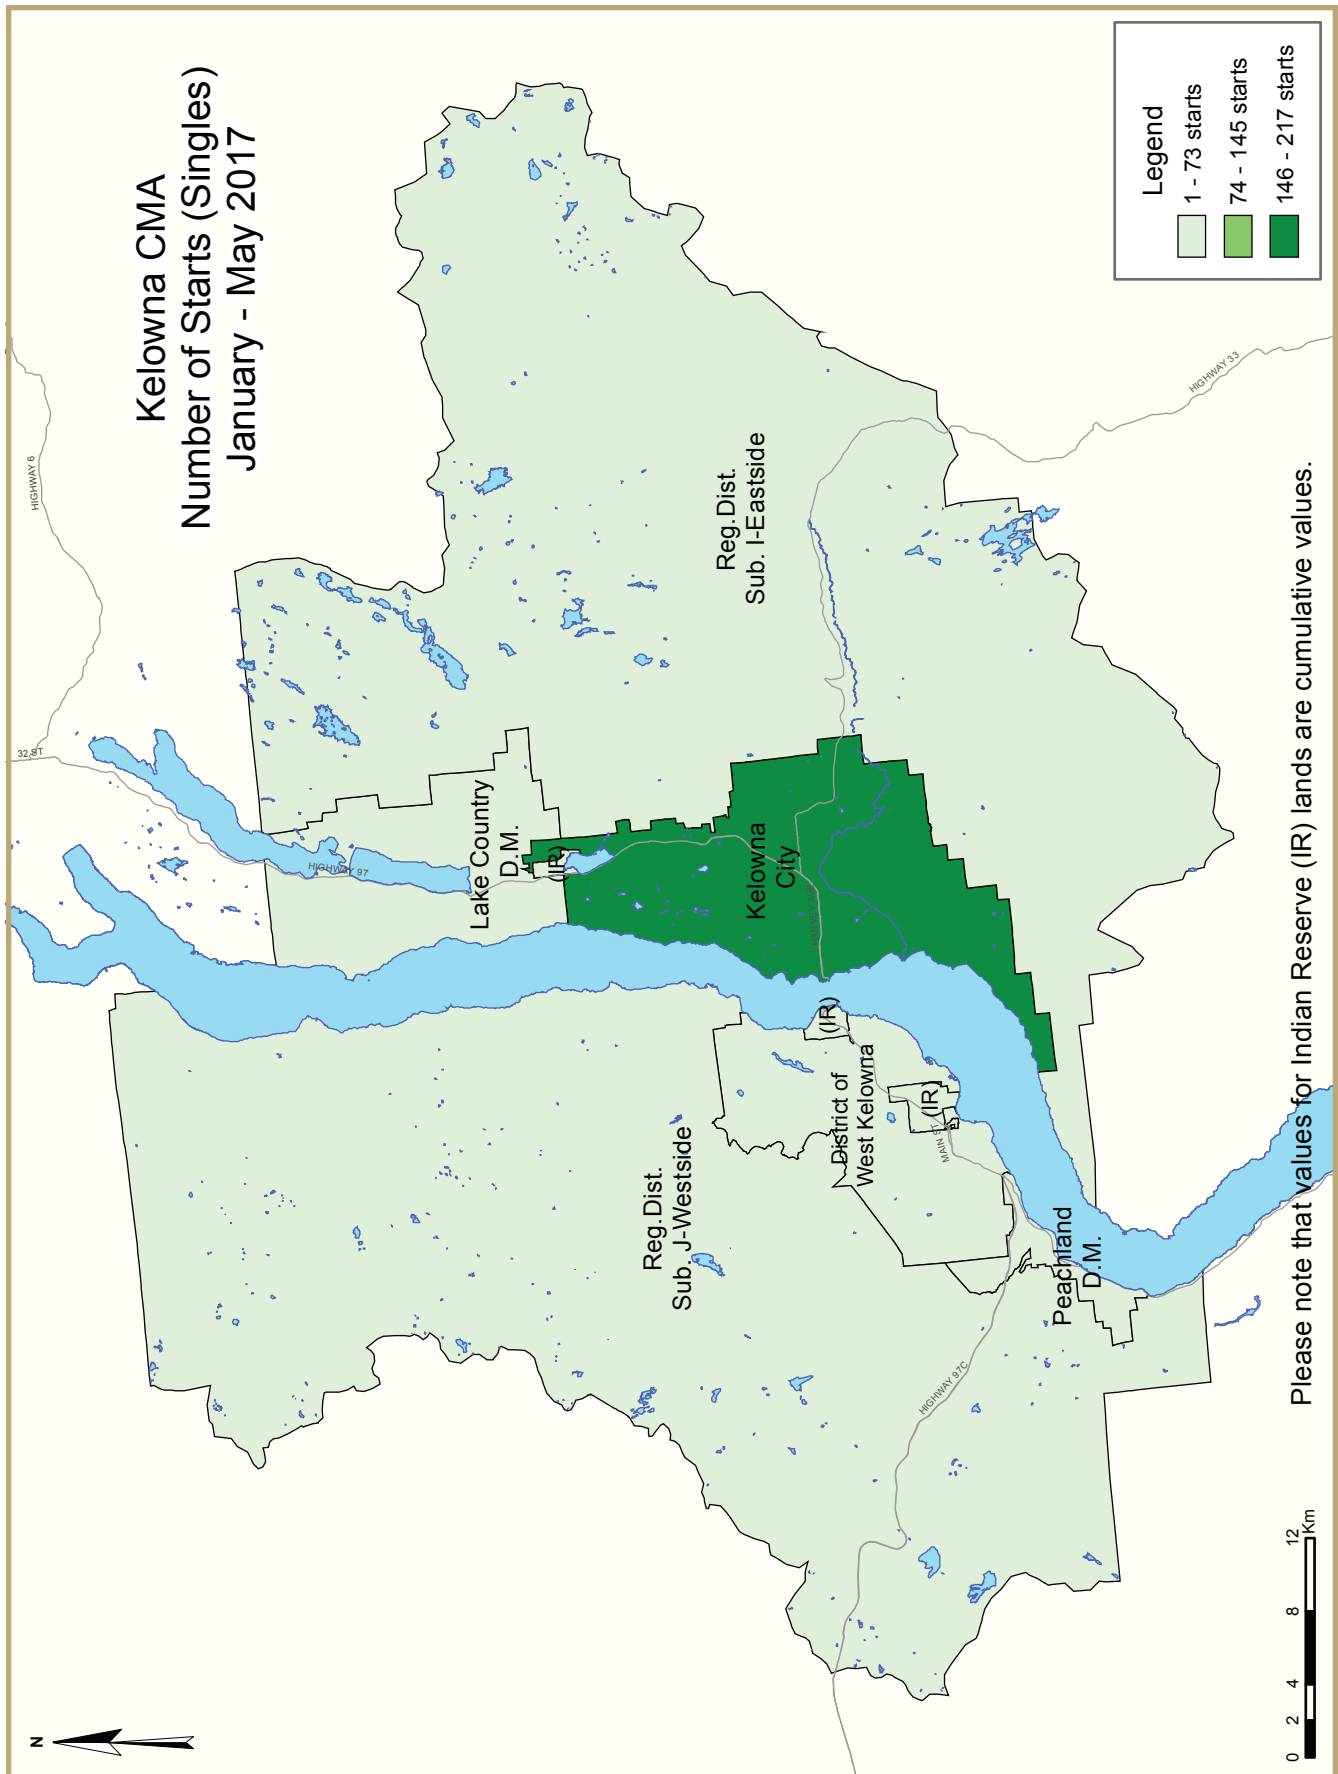 Kelowna CMA
Number of Starts (Singles)
January - May 2017
N
HIGHWAY 6
32 ST
HIGHWAY 97
Lake Country
D.M.
(IR)
Reg.Dist.
Sub. I-Eastside
Kelowna
City
(IR)
District of
West Kelowna
(IR)
MAIN ST
Reg.Dist.
Sub. J-Westside
Peachland
D.M.
HIGHWAY 97C
HIGHWAY 33
Legend
1 - 73 starts
74 - 145 starts
146 - 217 starts
0 2 4 8 12
Km
Please note that values for Indian Reserve (IR) lands are cumulative values.